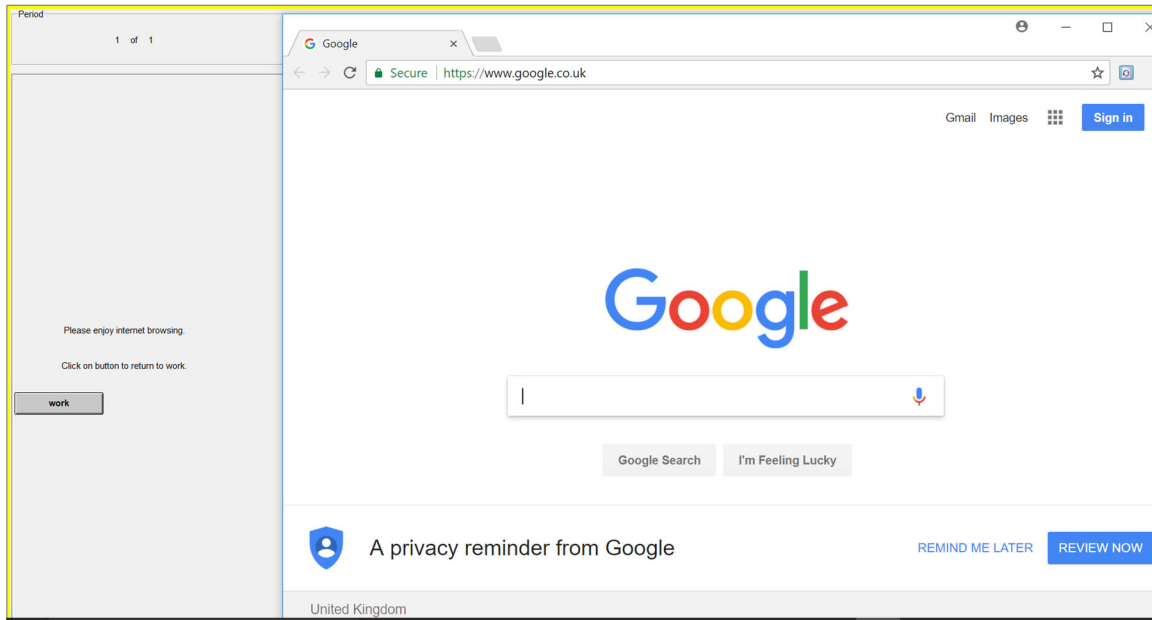 Period
1 of 1
Please enjoy internet browsing.
Click on button to return to work.
work
Google
Secure | https://www.google.co.uk
Gmail Images Sign in
Google
Google Search I'm Feeling Lucky
A privacy reminder from Google REMIND ME LATER REVIEW NOW
United Kingdom